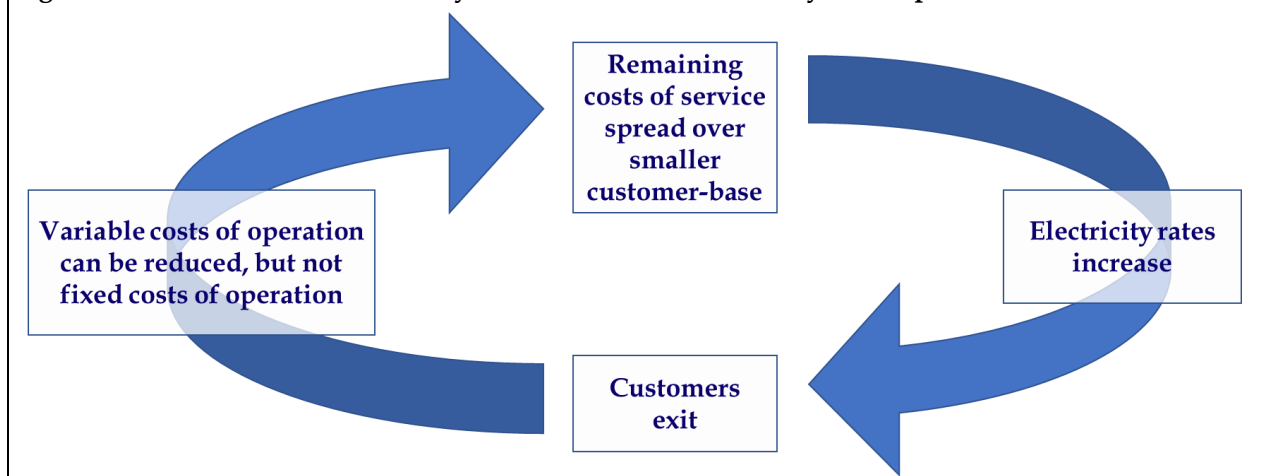 Remaining
costs of service
spread over
smaller
customer-base
Variable costs of operation
can be reduced, but not
fixed costs of operation
Electricity rates
increase
Customers
exit